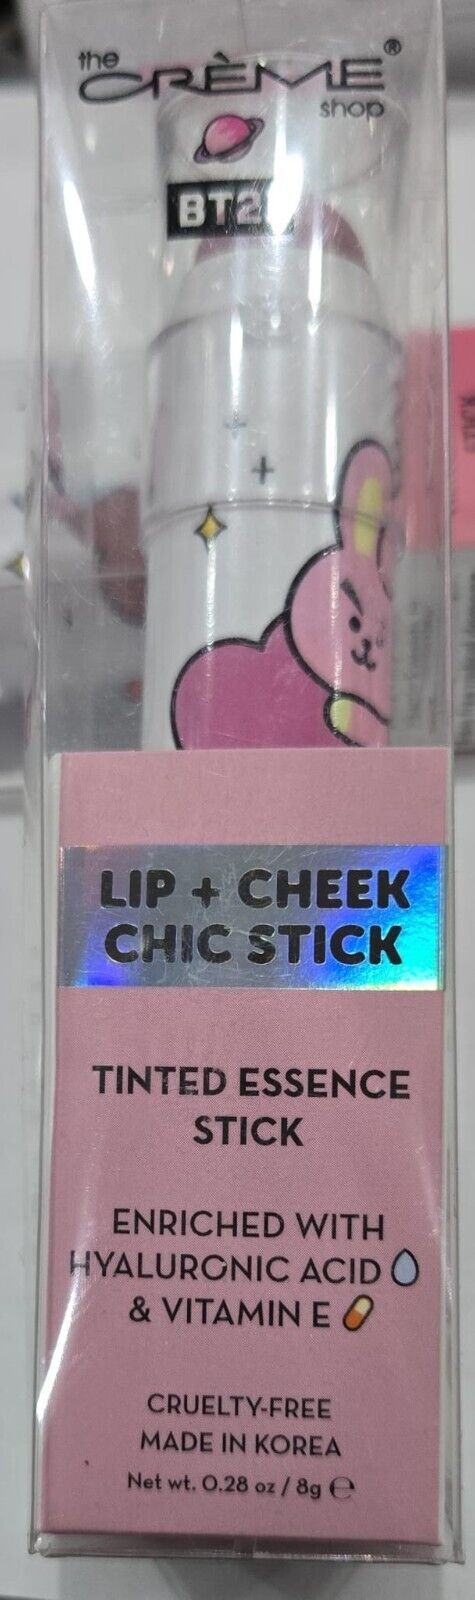 the
CRÈME®
shop
BT2
LIP + CHEEK
CHIC STICK
TINTED ESSENCE
STICK
ENRICHED WITH
HYALURONIC ACID
& VITAMIN E
CRUELTY-FREE
MADE IN KOREA
Net wt. 0.28 oz / 8g ℮